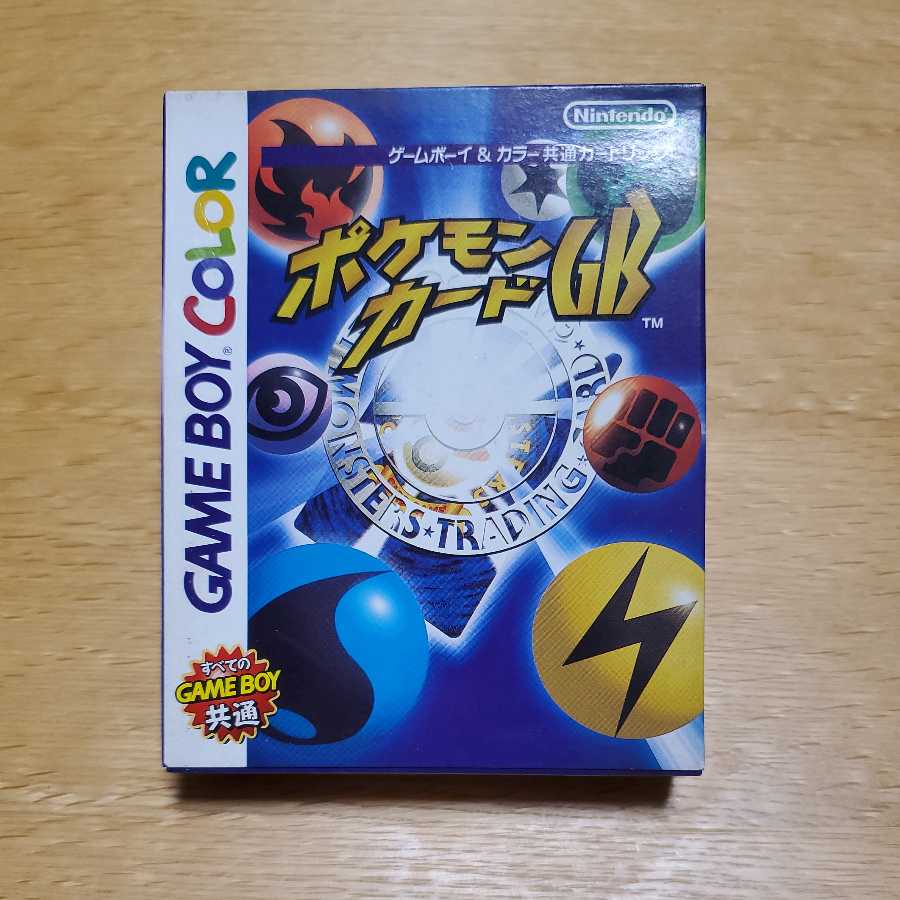 Nintendo
ゲームボーイ & カラー共通カートリッジ
ポケモン
カードGB
TM
GAME BOY COLOR
MONSTERS★TRADING
すべての
GAME BOY
共通